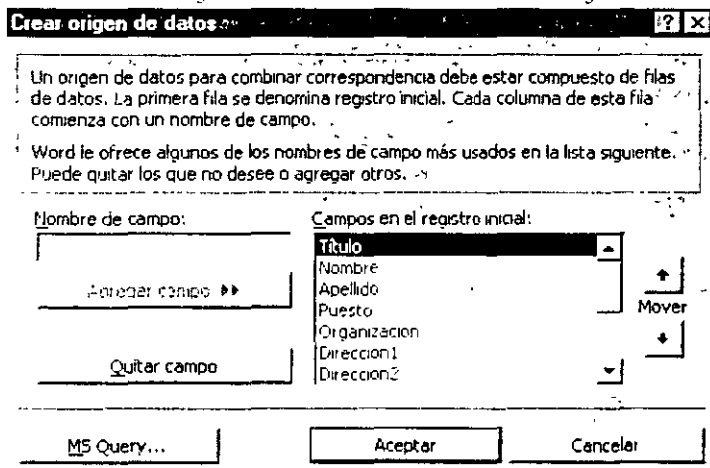 Crear origen de datos
Un origen de datos para combinar correspondencia debe estar compuesto de filas
de datos. La primera fila se denomina registro inicial. Cada columna de esta fila
comienza con un nombre de campo.
Word le ofrece algunos de los nombres de campo más usados en la lista siguiente.
Puede quitar los que no desee o agregar otros.
Nombre de campo:
Campos en el registro inicial:
Título
Nombre
Agregar campo
Apellido
Puesto
Mover
Organizacion
Direccion1
Quitar campo
Direccion2
MS Query...
Aceptar
Cancelar